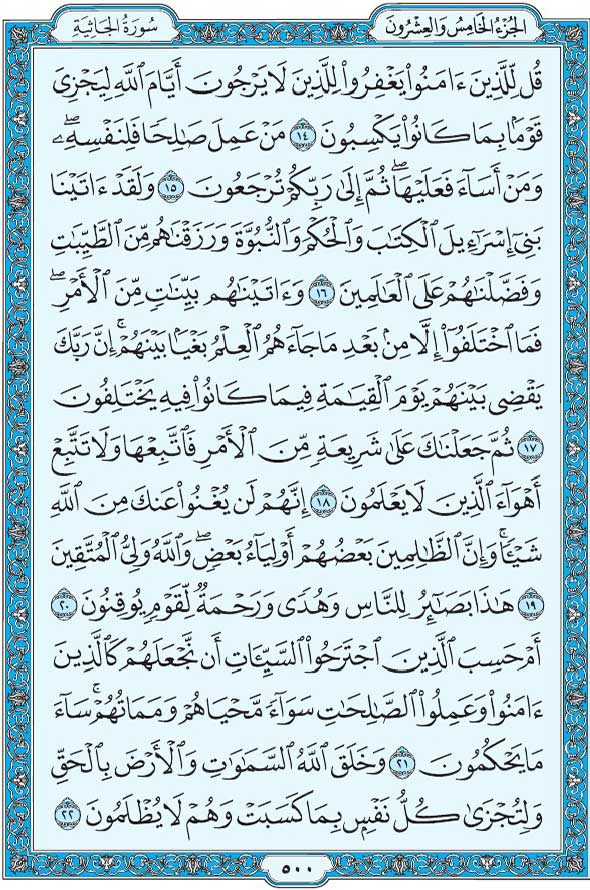 الجزء الخامس والعشرون
سورة الجاثية
قُل لِّلَّذِينَ ءَامَنُوا۟ يَغْفِرُوا۟ لِلَّذِينَ لَا يَرْجُونَ أَيَّامَ ٱللَّهِ لِيَجْزِىَ
قَوْمًۢا بِمَا كَانُوا۟ يَكْسِبُونَ ١٤ مَنْ عَمِلَ صَٰلِحًا فَلِنَفْسِهِۦ ۖ
وَمَنْ أَسَآءَ فَعَلَيْهَا ۖ ثُمَّ إِلَىٰ رَبِّكُمْ تُرْجَعُونَ ١٥ وَلَقَدْ ءَاتَيْنَا
بَنِىٓ إِسْرَٰٓءِيلَ ٱلْكِتَٰبَ وَٱلْحُكْمَ وَٱلنُّبُوَّةَ وَرَزَقْنَٰهُم مِّنَ ٱلطَّيِّبَٰتِ
وَفَضَّلْنَٰهُمْ عَلَى ٱلْعَٰلَمِينَ ١٦ وَءَاتَيْنَٰهُم بَيِّنَٰتٍ مِّنَ ٱلْأَمْرِ ۖ
فَمَا ٱخْتَلَفُوٓا۟ إِلَّا مِنۢ بَعْدِ مَا جَآءَهُمُ ٱلْعِلْمُ بَغْيًۢا بَيْنَهُمْ ۚ إِنَّ رَبَّكَ
يَقْضِى بَيْنَهُمْ يَوْمَ ٱلْقِيَٰمَةِ فِيمَا كَانُوا۟ فِيهِ يَخْتَلِفُونَ
١٧ ثُمَّ جَعَلْنَٰكَ عَلَىٰ شَرِيعَةٍ مِّنَ ٱلْأَمْرِ فَٱتَّبِعْهَا وَلَا تَتَّبِعْ
أَهْوَآءَ ٱلَّذِينَ لَا يَعْلَمُونَ ١٨ إِنَّهُمْ لَن يُغْنُوا۟ عَنكَ مِنَ ٱللَّهِ
شَيْـًٔا ۚ وَإِنَّ ٱلظَّٰلِمِينَ بَعْضُهُمْ أَوْلِيَآءُ بَعْضٍ ۖ وَٱللَّهُ وَلِىُّ ٱلْمُتَّقِينَ
١٩ هَٰذَا بَصَٰٓئِرُ لِلنَّاسِ وَهُدًى وَرَحْمَةٌ لِّقَوْمٍ يُوقِنُونَ ٢٠
أَمْ حَسِبَ ٱلَّذِينَ ٱجْتَرَحُوا۟ ٱلسَّيِّـَٔاتِ أَن نَّجْعَلَهُمْ كَٱلَّذِينَ
ءَامَنُوا۟ وَعَمِلُوا۟ ٱلصَّٰلِحَٰتِ سَوَآءً مَّحْيَاهُمْ وَمَمَاتُهُمْ ۚ سَآءَ
مَا يَحْكُمُونَ ٢١ وَخَلَقَ ٱللَّهُ ٱلسَّمَٰوَٰتِ وَٱلْأَرْضَ بِٱلْحَقِّ
وَلِتُجْزَىٰ كُلُّ نَفْسٍۭ بِمَا كَسَبَتْ وَهُمْ لَا يُظْلَمُونَ ٢٢
٥٠٠